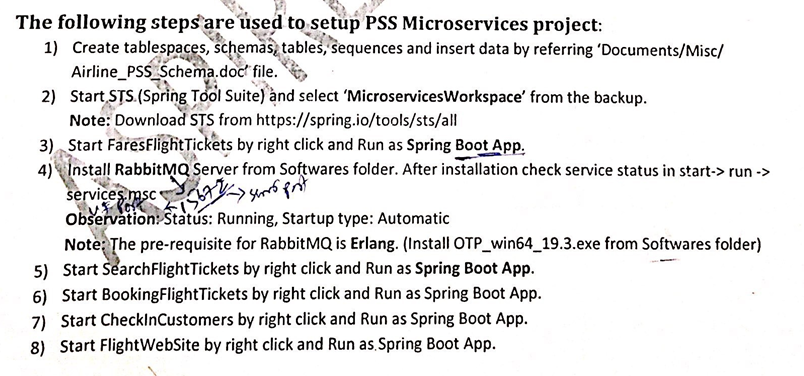 The following steps are used to setup PSS Microservices project:
1) Create tablespaces, schemas, tables, sequences and insert data by referring ‘Documents/Misc/
Airline_PSS_Schema.doc’ file.
2) Start STS (Spring Tool Suite) and select ‘MicroservicesWorkspace’ from the backup.
Note: Download STS from https://spring.io/tools/sts/all
3) Start FaresFlightTickets by right click and Run as Spring Boot App.
4) Install RabbitMQ Server from Softwares folder. After installation check service status in start-> run ->
services.msc
Observation: Status: Running, Startup type: Automatic
Note: The pre-requisite for RabbitMQ is Erlang. (Install OTP_win64_19.3.exe from Softwares folder)
5) Start SearchFlightTickets by right click and Run as Spring Boot App.
6) Start BookingFlightTickets by right click and Run as Spring Boot App.
7) Start CheckInCustomers by right click and Run as Spring Boot App.
8) Start FlightWebSite by right click and Run as Spring Boot App.